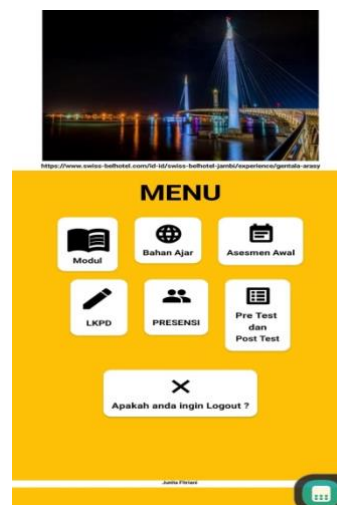 https://www.swiss-belhotel.com/id-id/swiss-belhotel-jambi/experience/gentala-arasy
MENU
Modul
Bahan Ajar
Asesmen Awal
LKPD
PRESENSI
Pre Test
dan
Post Test
Apakah anda ingin Logout ?
Junita Fitriani